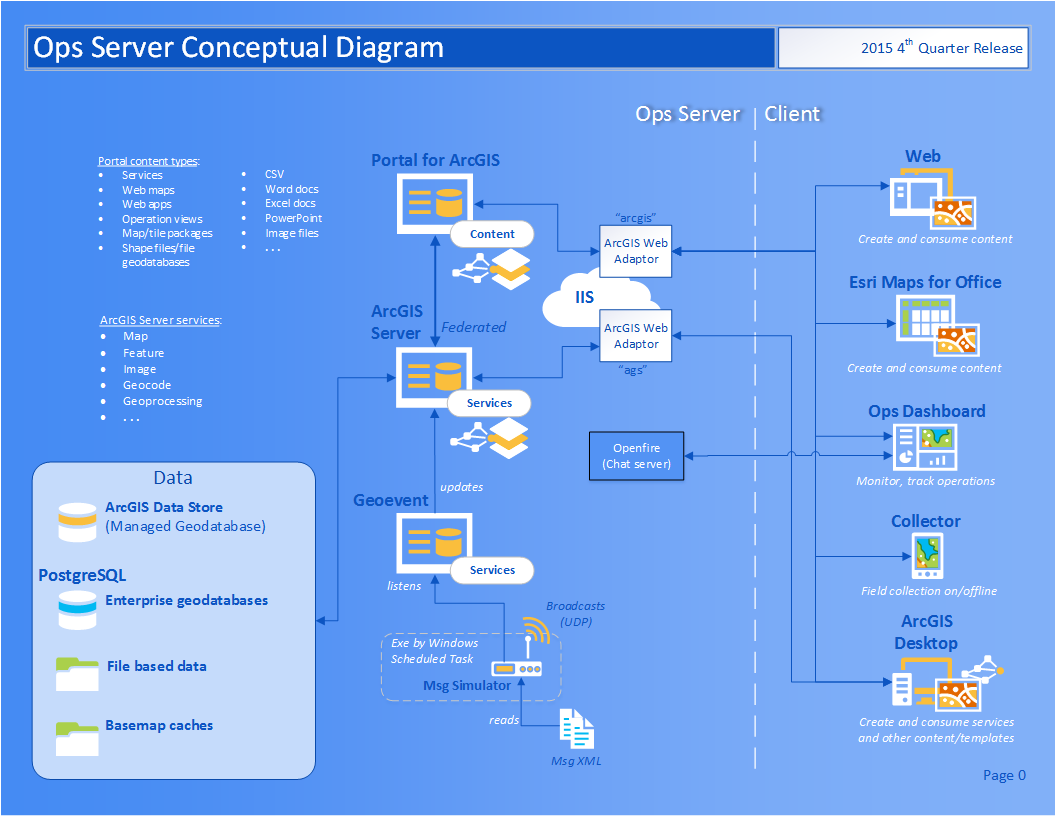 Ops Server Conceptual Diagram
2015 4th Quarter Release
Ops Server
Client
Portal content types:
• Services
• Web maps
• Web apps
• Operation views
• Map/tile packages
• Shape files/file
geodatabases
• CSV
• Word docs
• Excel docs
• PowerPoint
• Image files
• . . .
ArcGIS Server services:
• Map
• Feature
• Image
• Geocode
• Geoprocessing
• . . .
Portal for ArcGIS
Content
ArcGIS
Server
Federated
Services
updates
Geoevent
Services
listens
Broadcasts
(UDP)
Exe by Windows
Scheduled Task
Msg Simulator
reads
Msg XML
"arcgis"
ArcGIS Web
Adaptor
IIS
ArcGIS Web
Adaptor
"ags"
Openfire
(Chat server)
Data
ArcGIS Data Store
(Managed Geodatabase)
PostgreSQL
Enterprise geodatabases
File based data
Basemap caches
Web
Create and consume content
Esri Maps for Office
Create and consume content
Ops Dashboard
Monitor, track operations
Collector
Field collection on/offline
ArcGIS
Desktop
Create and consume services
and other content/templates
Page 0